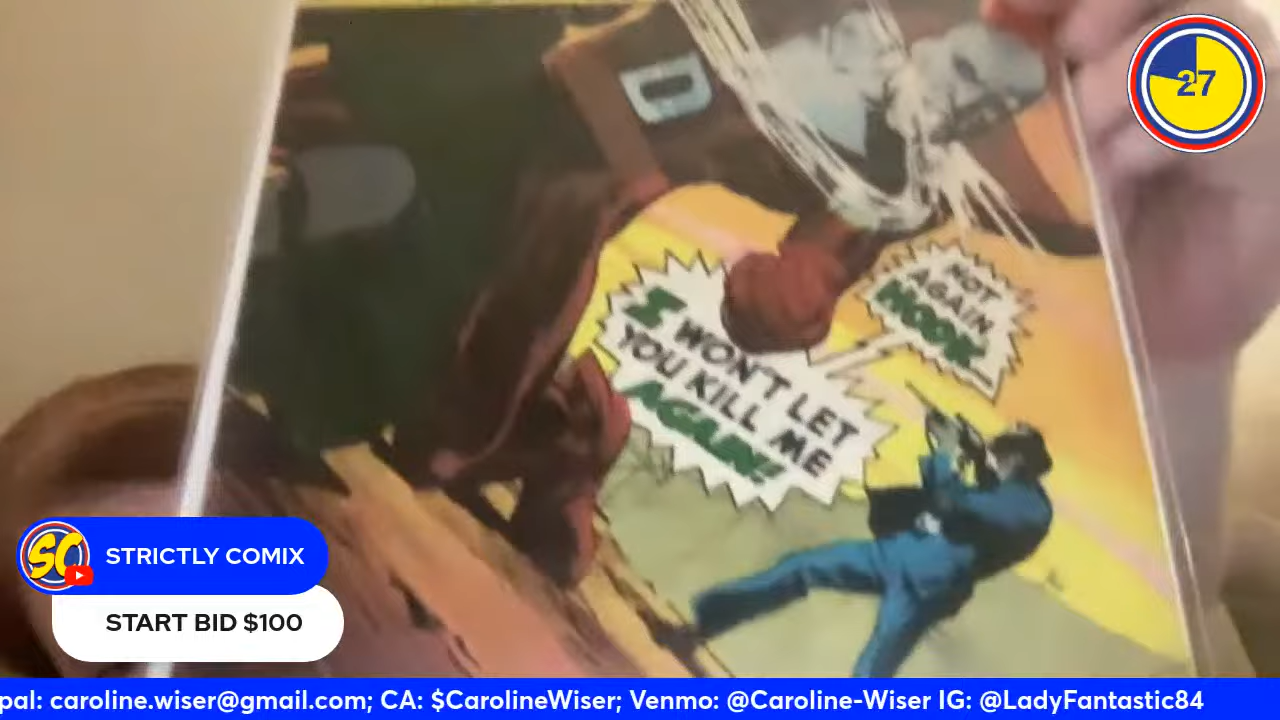 D
27
NOT
AGAIN
HOOK
I WON'T LET
YOU KILL ME
AGAIN!
SC
STRICTLY COMIX
START BID $100
pal: caroline.wiser@gmail.com; CA: $CarolineWiser; Venmo: @Caroline-Wiser IG: @LadyFantastic84